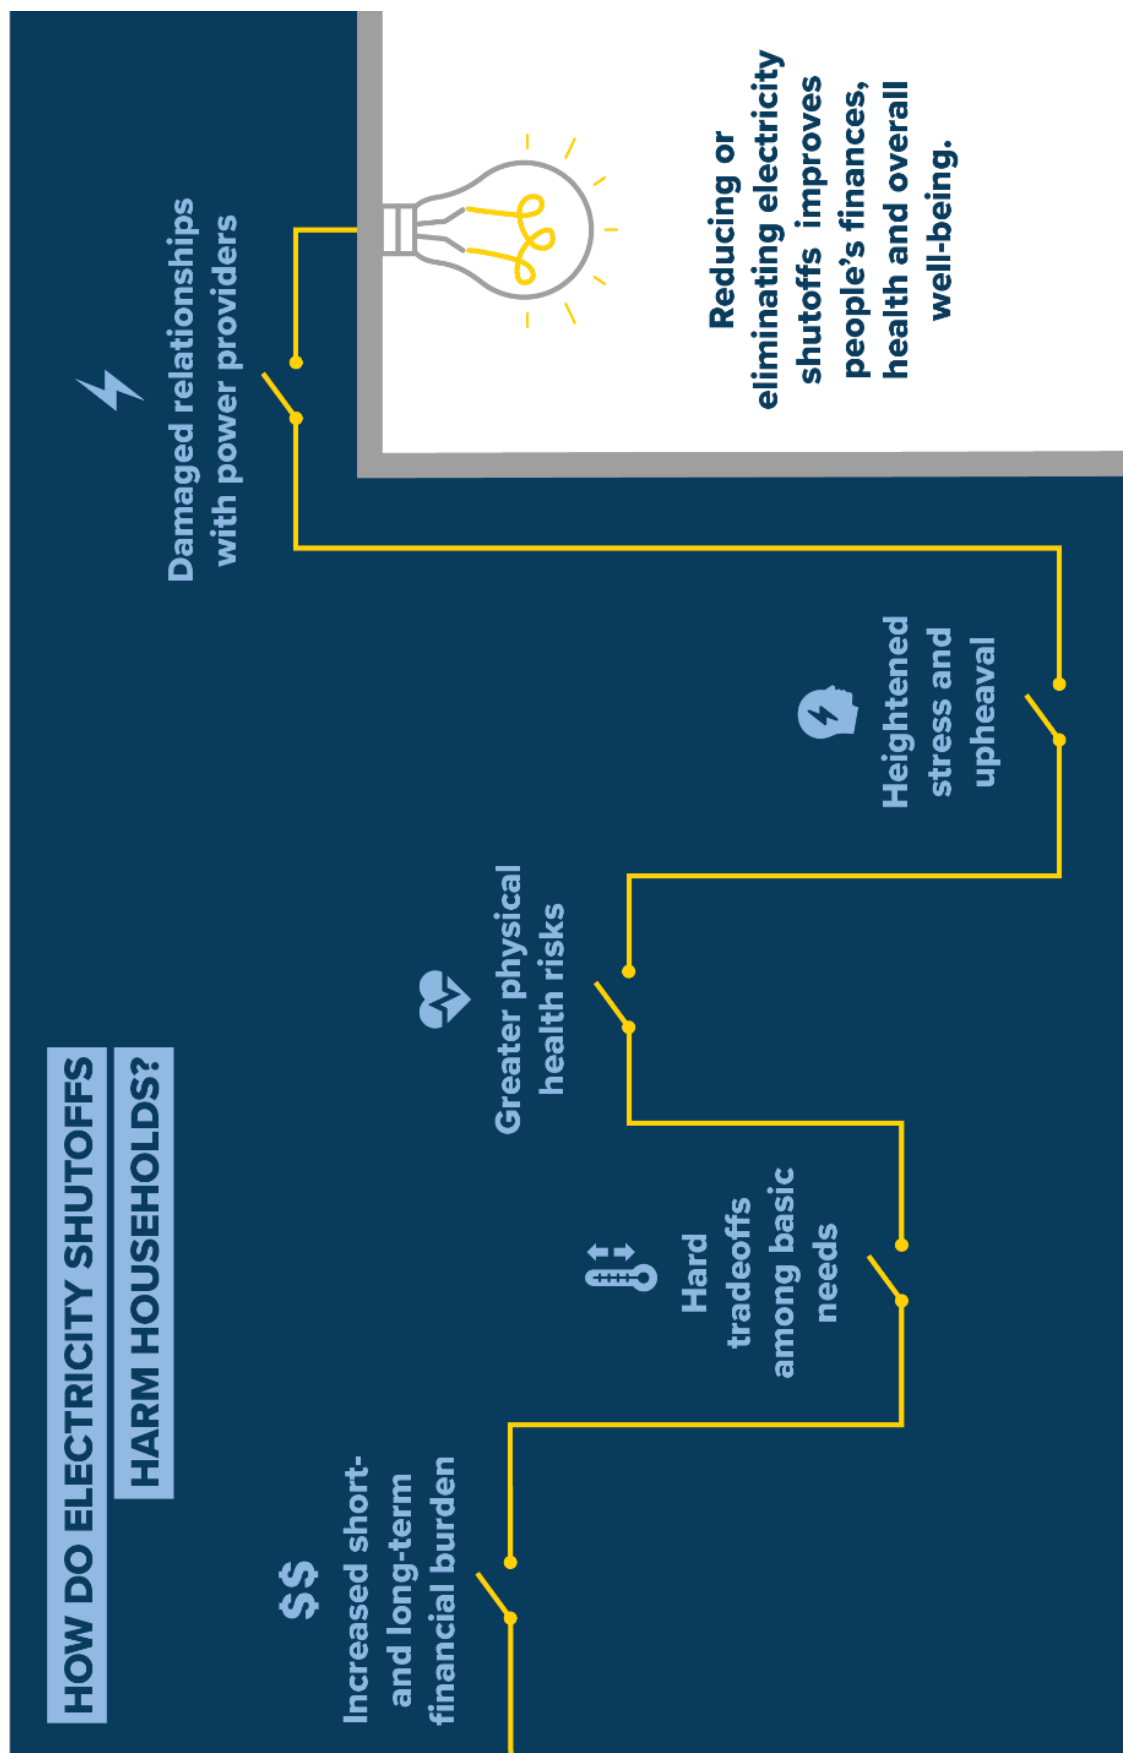 HOW DO ELECTRICITY SHUTOFFS
HARM HOUSEHOLDS?
$$
Increased short-
and long-term
financial burden
Hard
tradeoffs
among basic
needs
Greater physical
health risks
Heightened
stress and
upheaval
Damaged relationships
with power providers
Reducing or
eliminating electricity
shutoffs improves
people's finances,
health and overall
well-being.